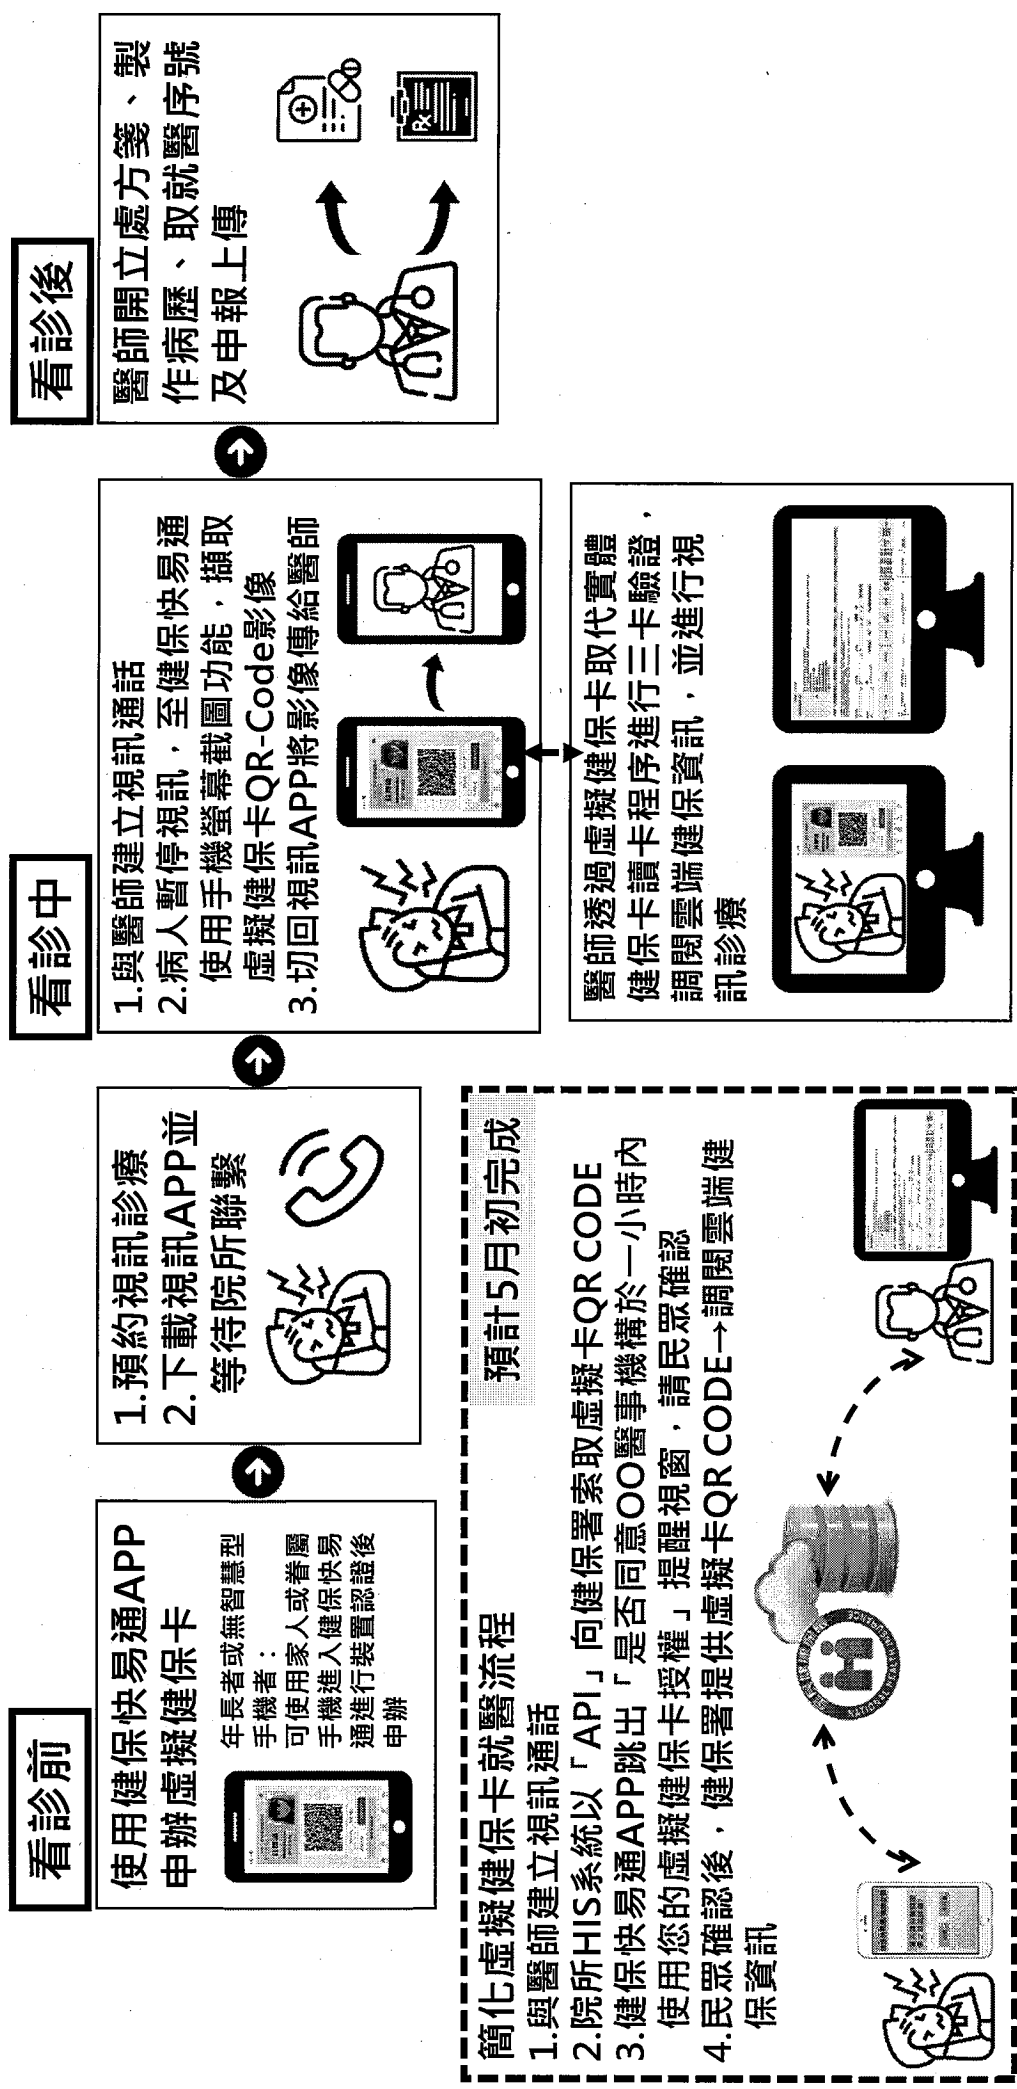 看診前
使用健保快易通APP
申辦虛擬健保卡
年長者或無智慧型
手機者：
可使用家人或眷屬
手機進入健保快易
通進行裝置認證後
申辦
1.預約視訊診療
2.下載視訊APP並
等待院所聯繫
看診中
1.與醫師建立視訊通話
2.病人暫停視訊，至健保快易通
使用手機螢幕截圖功能，擷取
虛擬健保卡QR-Code影像
3.切回視訊APP將影像傳給醫師
醫師透過虛擬健保卡取代實體
健保卡讀卡程序進行三卡驗證，
調閱雲端健保資訊，並進行視
訊診療
看診後
醫師開立處方箋、製
作病歷、取就醫序號
及申報上傳
Rx
簡化虛擬健保卡就醫流程
預計5月初完成
1.與醫師建立視訊通話
2.院所HIS系統以「API」向健保署索取虛擬卡QR CODE
3.健保快易通APP跳出「是否同意OO醫事機構於一小時內
使用您的虛擬健保卡授權」提醒視窗，請民眾確認
4.民眾確認後，健保署提供虛擬卡QR CODE→調閱雲端健
保資訊